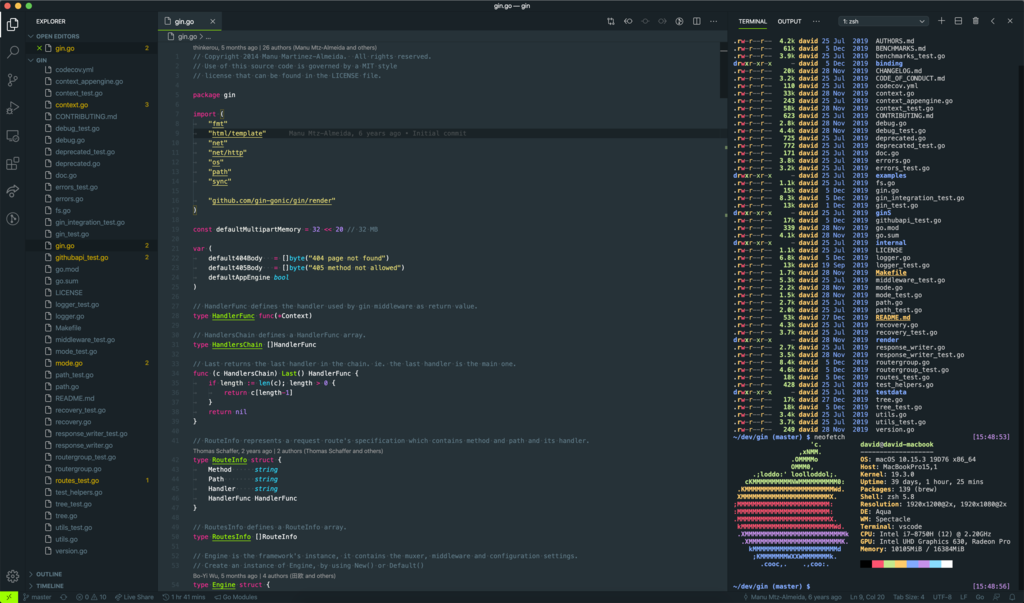 gin.go — gin
EXPLORER
OPEN EDITORS
gin.go 2
GIN
codecov.yml
context_appengine.go
context_test.go
context.go 3
CONTRIBUTING.md
debug_test.go
debug.go
deprecated_test.go
deprecated.go
doc.go
errors_test.go
errors.go
fs.go
gin_integration_test.go
gin_test.go
gin.go 2
githubapi_test.go 2
go.mod
go.sum
LICENSE
logger_test.go
logger.go
Makefile
middleware_test.go
mode_test.go
mode.go 2
path_test.go
path.go
README.md
recovery_test.go
recovery.go
response_writer_test.go
response_writer.go
routergroup_test.go
routergroup.go
routes_test.go 1
test_helpers.go
tree_test.go
tree.go
utils_test.go
utils.go
version.go
OUTLINE
TIMELINE
gin.go
gin.go > ...
thinkerou, 5 months ago | 26 authors (Manu Mtz-Almeida and others)
// Copyright 2014 Manu Martinez-Almeida.  All rights reserved.
// Use of this source code is governed by a MIT style
// license that can be found in the LICENSE file.
package gin
import (
"fmt"
"html/template" Manu Mtz-Almeida, 6 years ago • Initial commit
"net"
"net/http"
"os"
"path"
"sync"
"github.com/gin-gonic/gin/render"
)
const defaultMultipartMemory = 32 << 20 // 32 MB
var (
default404Body = []byte("404 page not found")
default405Body = []byte("405 method not allowed")
defaultAppEngine bool
)
// HandlerFunc defines the handler used by gin middleware as return value.
type HandlerFunc func(*Context)
// HandlersChain defines a HandlerFunc array.
type HandlersChain []HandlerFunc
// Last returns the last handler in the chain. ie. the last handler is the main one.
func (c HandlersChain) Last() HandlerFunc {
if length := len(c); length > 0 {
return c[length-1]
}
return nil
}
// RouteInfo represents a request route's specification which contains method and path and its handler.
Thomas Schaffer, 2 years ago | 2 authors (Thomas Schaffer and others)
type RouteInfo struct {
Method string
Path string
Handler string
HandlerFunc HandlerFunc
}
// RoutesInfo defines a RouteInfo array.
type RoutesInfo []RouteInfo
// Engine is the framework's instance, it contains the muxer, middleware and configuration settings.
// Create an instance of Engine, by using New() or Default()
Bo-Yi Wu, 5 months ago | 4 authors (田欧 and others)
type Engine struct {
TERMINAL OUTPUT ... 1: zsh
.rw-r--r-- 4.2k david 25 Jul 2019 AUTHORS.md
.rw-r--r-- 61k david 5 Dec 2019 BENCHMARKS.md
.rw-r--r-- 3.9k david 25 Jul 2019 benchmarks_test.go
drwxr-xr-x - david 5 Dec 2019 binding
.rw-r--r-- 20k david 28 Nov 2019 CHANGELOG.md
.rw-r--r-- 3.2k david 25 Jul 2019 CODE_OF_CONDUCT.md
.rw-r--r-- 110 david 25 Jul 2019 codecov.yml
.rw-r--r-- 33k david 28 Nov 2019 context.go
.rw-r--r-- 243 david 25 Jul 2019 context_appengine.go
.rw-r--r-- 58k david 5 Dec 2019 context_test.go
.rw-r--r-- 623 david 25 Jul 2019 CONTRIBUTING.md
.rw-r--r-- 2.8k david 28 Nov 2019 debug.go
.rw-r--r-- 4.4k david 28 Nov 2019 debug_test.go
.rw-r--r-- 725 david 25 Jul 2019 deprecated.go
.rw-r--r-- 772 david 25 Jul 2019 deprecated_test.go
.rw-r--r-- 171 david 25 Jul 2019 doc.go
.rw-r--r-- 3.8k david 25 Jul 2019 errors.go
.rw-r--r-- 3.2k david 25 Jul 2019 errors_test.go
drwxr-xr-x - david 25 Jul 2019 examples
.rw-r--r-- 1.1k david 25 Jul 2019 fs.go
.rw-r--r-- 15k david 5 Dec 2019 gin.go
.rw-r--r-- 8.3k david 5 Dec 2019 gin_integration_test.go
.rw-r--r-- 13k david 1 Dec 2019 gin_test.go
drwxr-xr-x - david 25 Jul 2019 ginS
.rw-r--r-- 17k david 5 Dec 2019 githubapi_test.go
.rw-r--r-- 339 david 28 Nov 2019 go.mod
.rw-r--r-- 4.1k david 28 Nov 2019 go.sum
drwxr-xr-x - david 28 Nov 2019 internal
.rw-r--r-- 1.1k david 25 Jul 2019 LICENSE
.rw-r--r-- 6.8k david 5 Dec 2019 logger.go
.rw-r--r-- 13k david 19 Sep 2019 logger_test.go
.rw-r--r-- 1.7k david 28 Nov 2019 Makefile
.rw-r--r-- 5.3k david 25 Jul 2019 middleware_test.go
.rw-r--r-- 2.2k david 28 Nov 2019 mode.go
.rw-r--r-- 1.5k david 28 Nov 2019 mode_test.go
.rw-r--r-- 2.7k david 25 Jul 2019 path.go
.rw-r--r-- 2.0k david 25 Jul 2019 path_test.go
.rw-r--r-- 53k david 27 Dec 2019 README.md
.rw-r--r-- 4.3k david 25 Jul 2019 recovery.go
.rw-r--r-- 3.7k david 25 Jul 2019 recovery_test.go
drwxr-xr-x - david 28 Nov 2019 render
.rw-r--r-- 2.7k david 25 Jul 2019 response_writer.go
.rw-r--r-- 3.5k david 28 Nov 2019 response_writer_test.go
.rw-r--r-- 8.4k david 5 Dec 2019 routergroup.go
.rw-r--r-- 4.6k david 25 Jul 2019 routergroup_test.go
.rw-r--r-- 18k david 5 Dec 2019 routes_test.go
.rw-r--r-- 428 david 25 Jul 2019 test_helpers.go
drwxr-xr-x - david 25 Jul 2019 testdata
.rw-r--r-- 17k david 27 Dec 2019 tree.go
.rw-r--r-- 18k david 5 Dec 2019 tree_test.go
.rw-r--r-- 3.4k david 25 Jul 2019 utils.go
.rw-r--r-- 3.7k david 25 Jul 2019 utils_test.go
.rw-r--r-- 249 david 28 Nov 2019 version.go
~/dev/gin (master) $ neofetch [15:48:53]
david@david-macbook
OS: macOS 10.15.3 19D76 x86_64
Host: MacBookPro15,1
Kernel: 19.3.0
Uptime: 39 days, 1 hour, 25 mins
Packages: 139 (brew)
Shell: zsh 5.8
Resolution: 1920x1200@2x, 1920x1080@2x
DE: Aqua
WM: Spectacle
Terminal: vscode
CPU: Intel i7-8750H (12) @ 2.20GHz
GPU: Intel UHD Graphics 630, Radeon Pro
Memory: 10105MiB / 16384MiB
~/dev/gin (master) $ [15:48:56]
master 0 10 Live Share 1 hr 41 mins Go Modules Manu Mtz-Almeida, 6 years ago Ln 9, Col 20 Tab Size: 4 UTF-8 LF Go